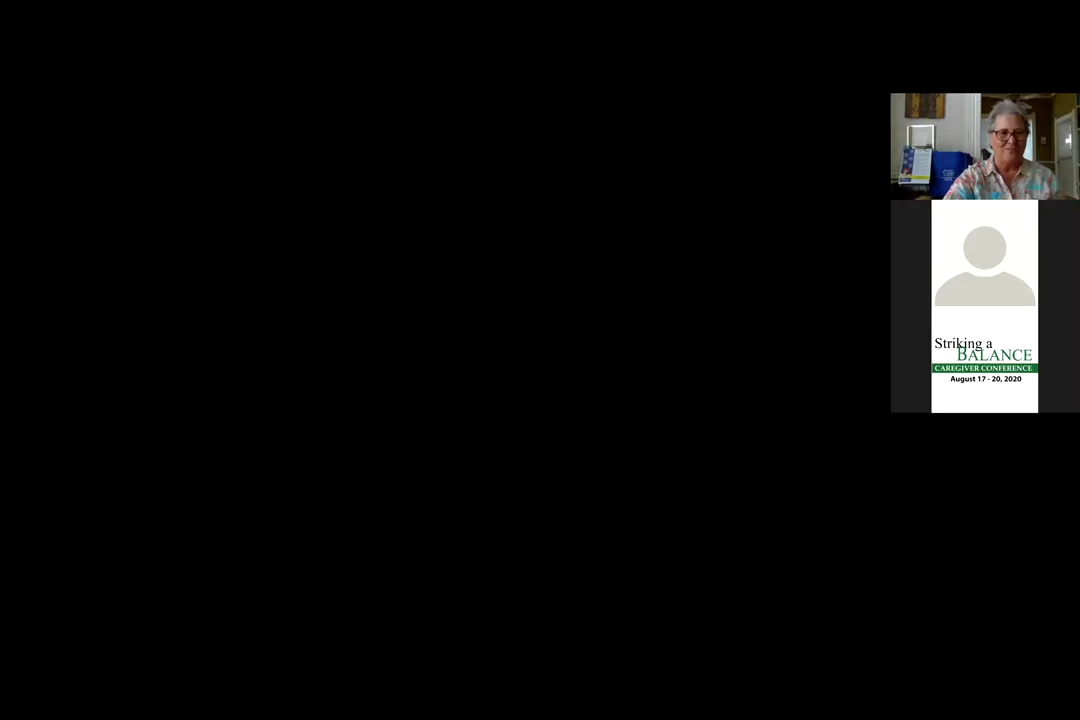 Striking a
BALANCE
CAREGIVER CONFERENCE
August 17 - 20, 2020